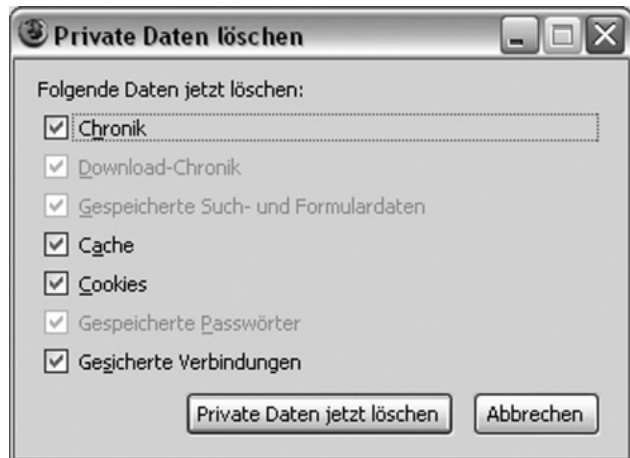 Private Daten löschen
Folgende Daten jetzt löschen:
Chronik
Download-Chronik
Gespeicherte Such- und Formulardaten
Cache
Cookies
Gespeicherte Passwörter
Gesicherte Verbindungen
Private Daten jetzt löschen Abbrechen